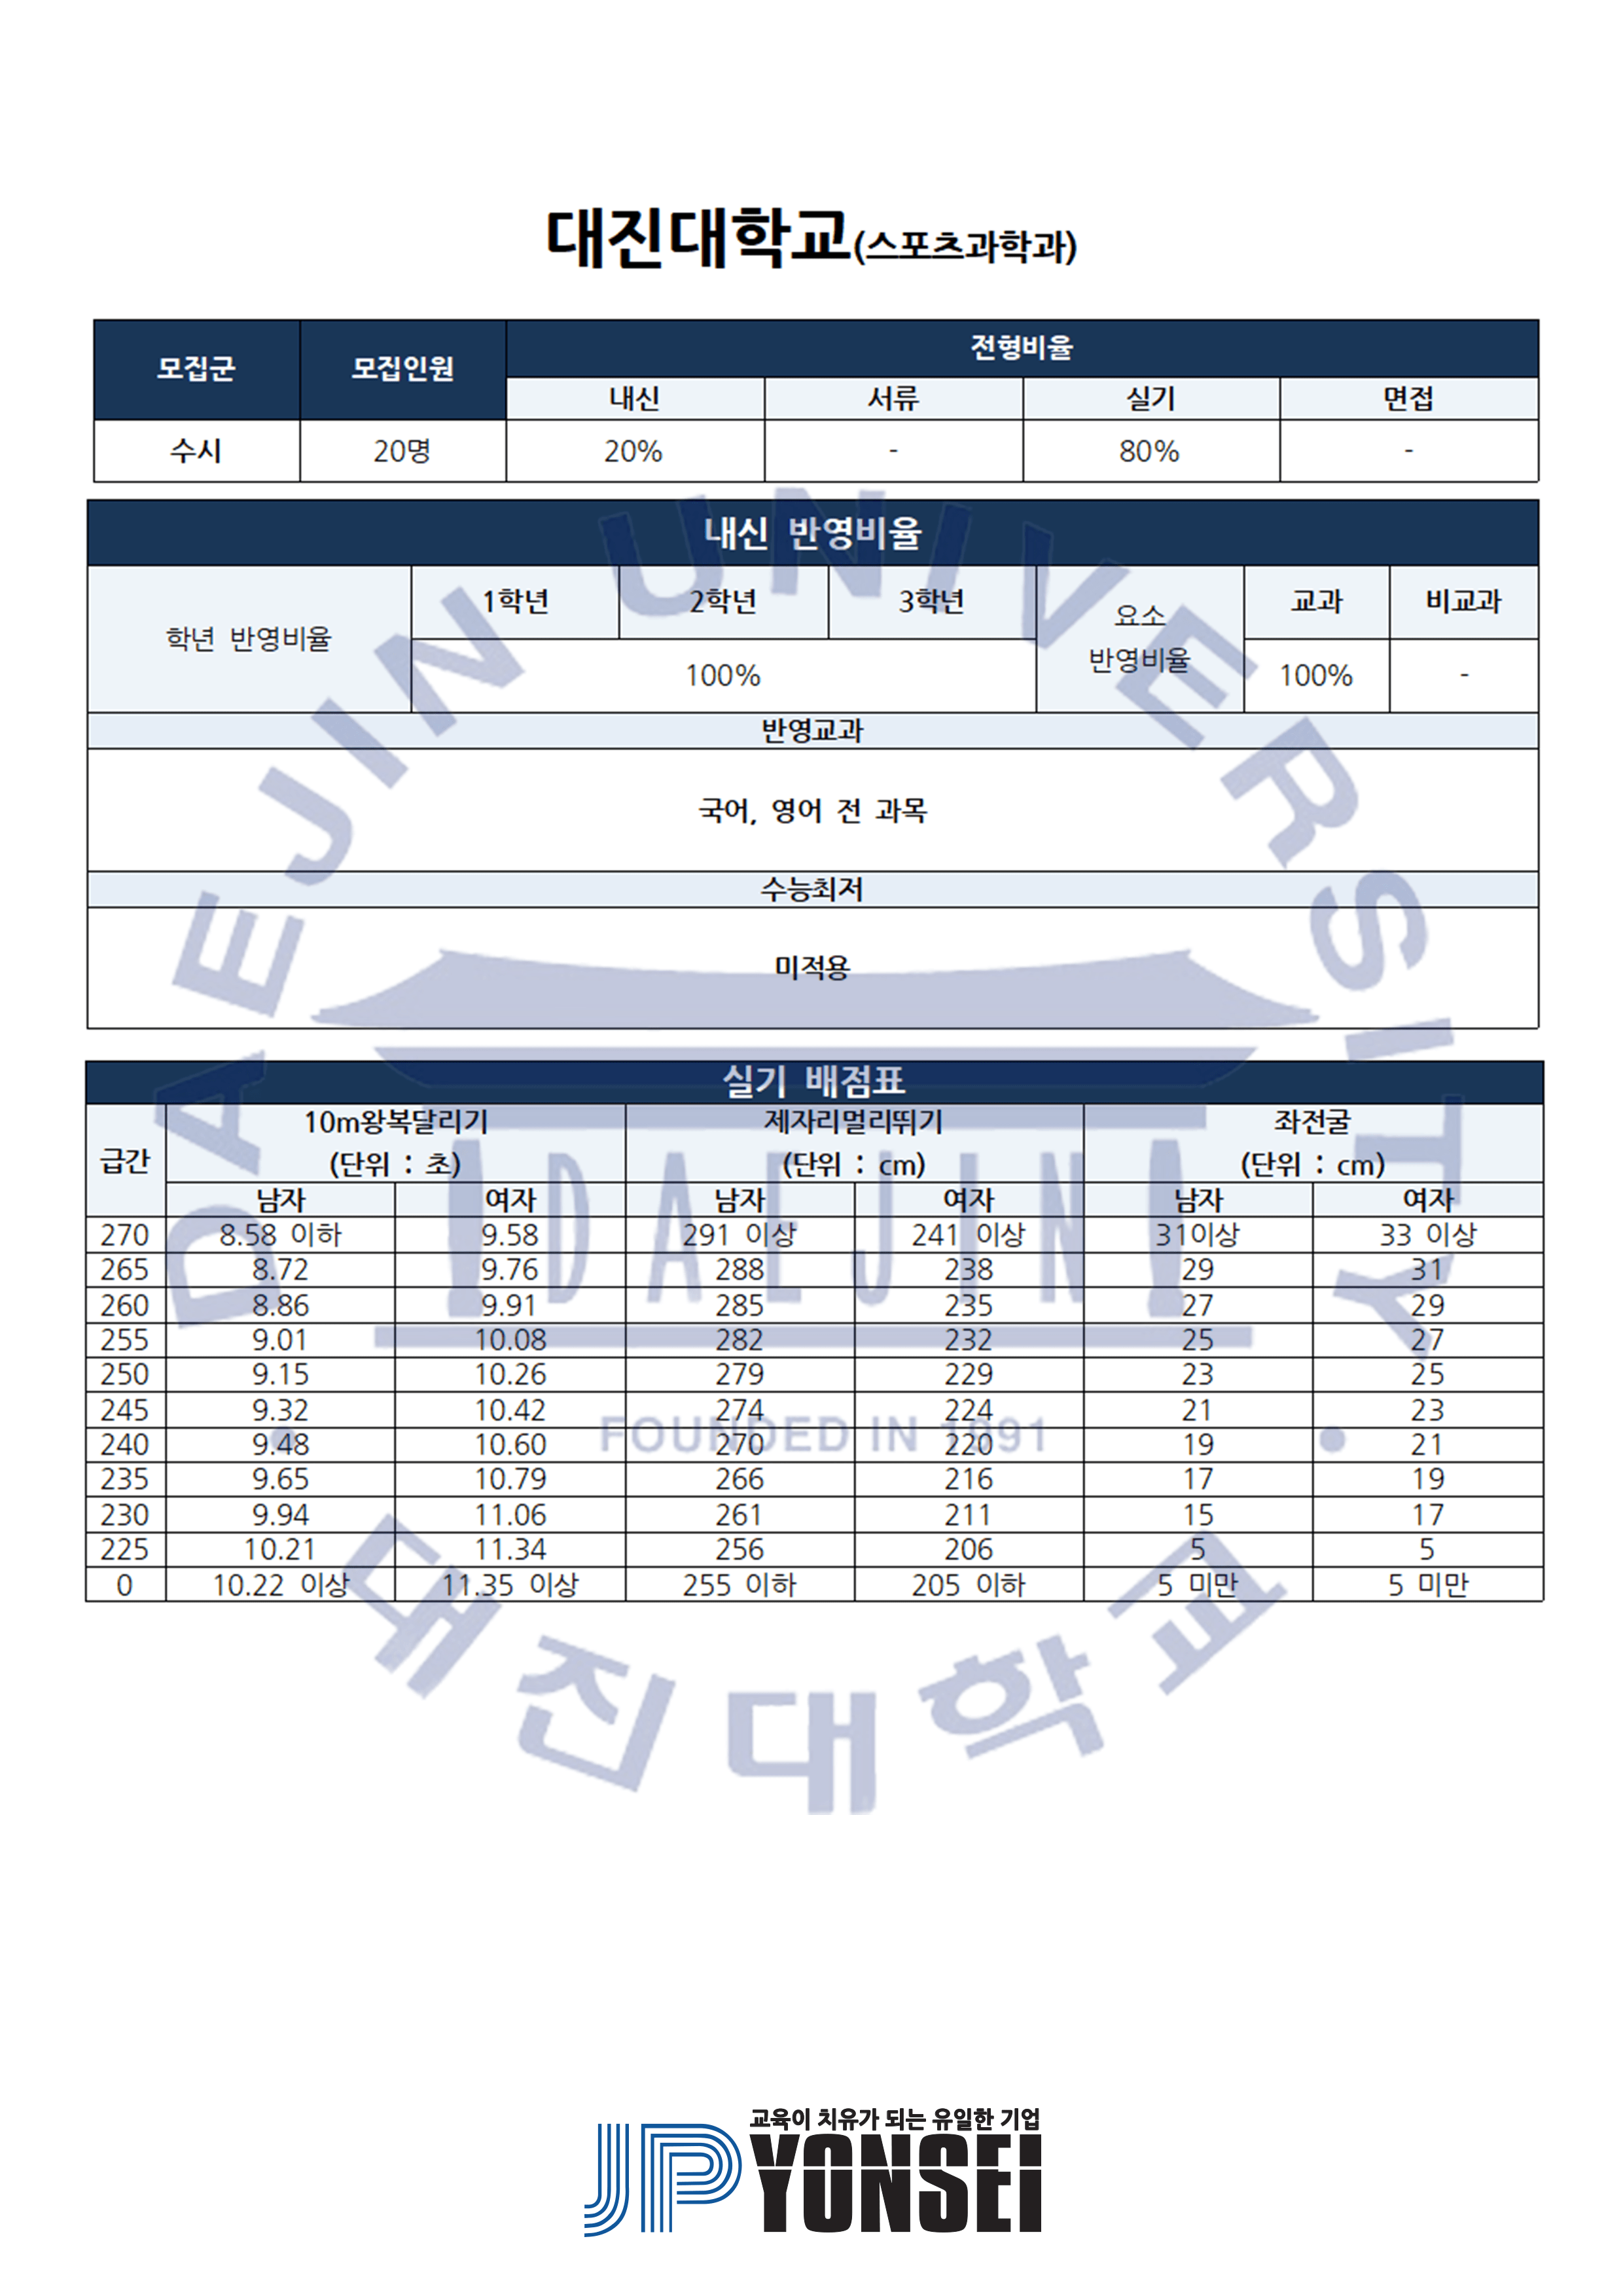 대진대학교(스포츠과학과)
모집군 모집인원 전형비율
내신 서류 실기 면접
수시 20명 20% - 80% -
내신 반영비율
학년 반영비율 1학년 2학년 3학년 요소 반영비율 교과 비교과
100% 100% -
반영교과
국어, 영어 전 과목
수능최저
미적용
실기 배점표
급간 10m왕복달리기 제자리멀리뛰기 좌전굴
(단위 : 초) (단위 : cm) (단위 : cm)
남자 여자 남자 여자 남자 여자
270 8.58 이하 9.58 291 이상 241 이상 31이상 33 이상
265 8.72 9.76 288 238 29 31
260 8.86 9.91 285 235 27 29
255 9.01 10.08 282 232 25 27
250 9.15 10.26 279 229 23 25
245 9.32 10.42 274 224 21 23
240 9.48 10.60 270 220 19 21
235 9.65 10.79 266 216 17 19
230 9.94 11.06 261 211 15 17
225 10.21 11.34 256 206 5 5
0 10.22 이상 11.35 이상 255 이하 205 이하 5 미만 5 미만
DAEJIN UNIVERSITY
DAEJIN
FOUNDED IN 1991
대진대학교
교육이 치유가 되는 유일한 기업
JP YONSEI